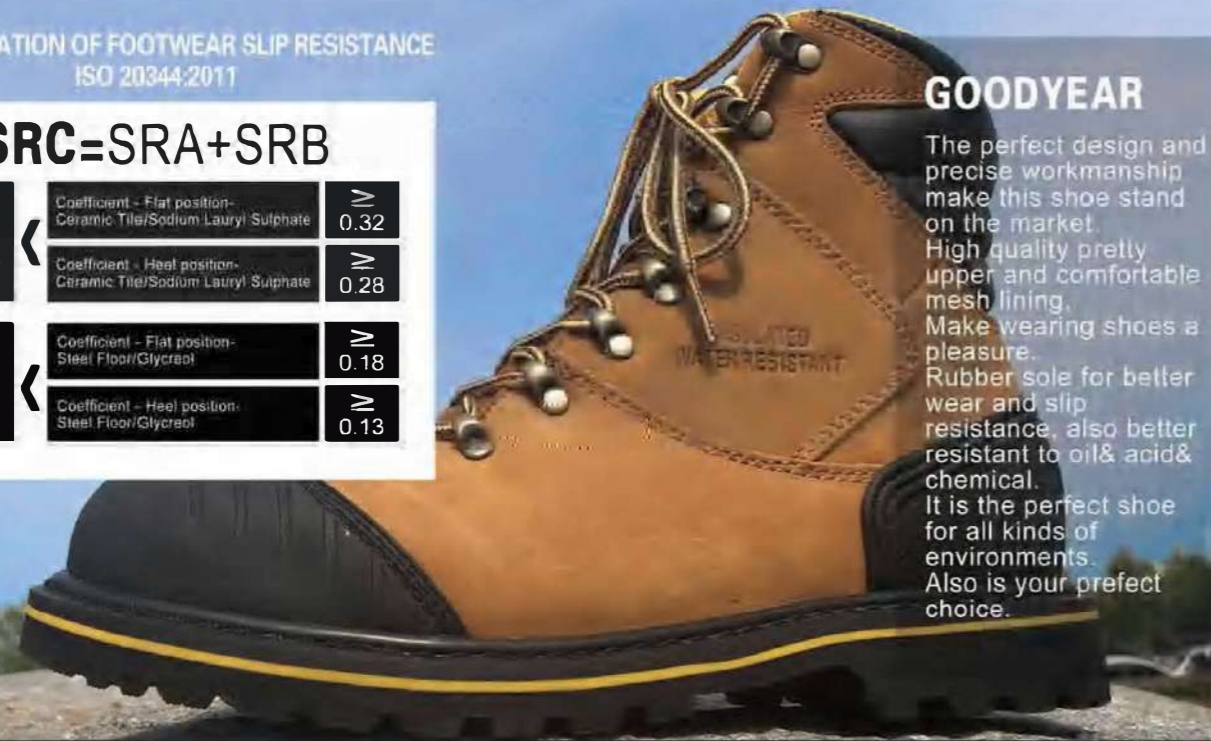 ATION OF FOOTWEAR SLIP RESISTANCE
ISO 20344:2011
SRC=SRA+SRB
Coefficient - Flat position-
Ceramic Tile/Sodium Lauryl Sulphate
≥
0.32
Coefficient - Heel position-
Ceramic Tile/Sodium Lauryl Sulphate
≥
0.28
Coefficient - Flat position-
Steel Floor/Glycreol
≥
0.18
Coefficient - Heel position-
Steel Floor/Glycreol
≥
0.13
WATER RESISTANT
GOODYEAR
The perfect design and
precise workmanship
make this shoe stand
on the market.
High quality pretty
upper and comfortable
mesh lining.
Make wearing shoes a
pleasure.
Rubber sole for better
wear and slip
resistance, also better
resistant to oil& acid&
chemical.
It is the perfect shoe
for all kinds of
environments.
Also is your prefect
choice.